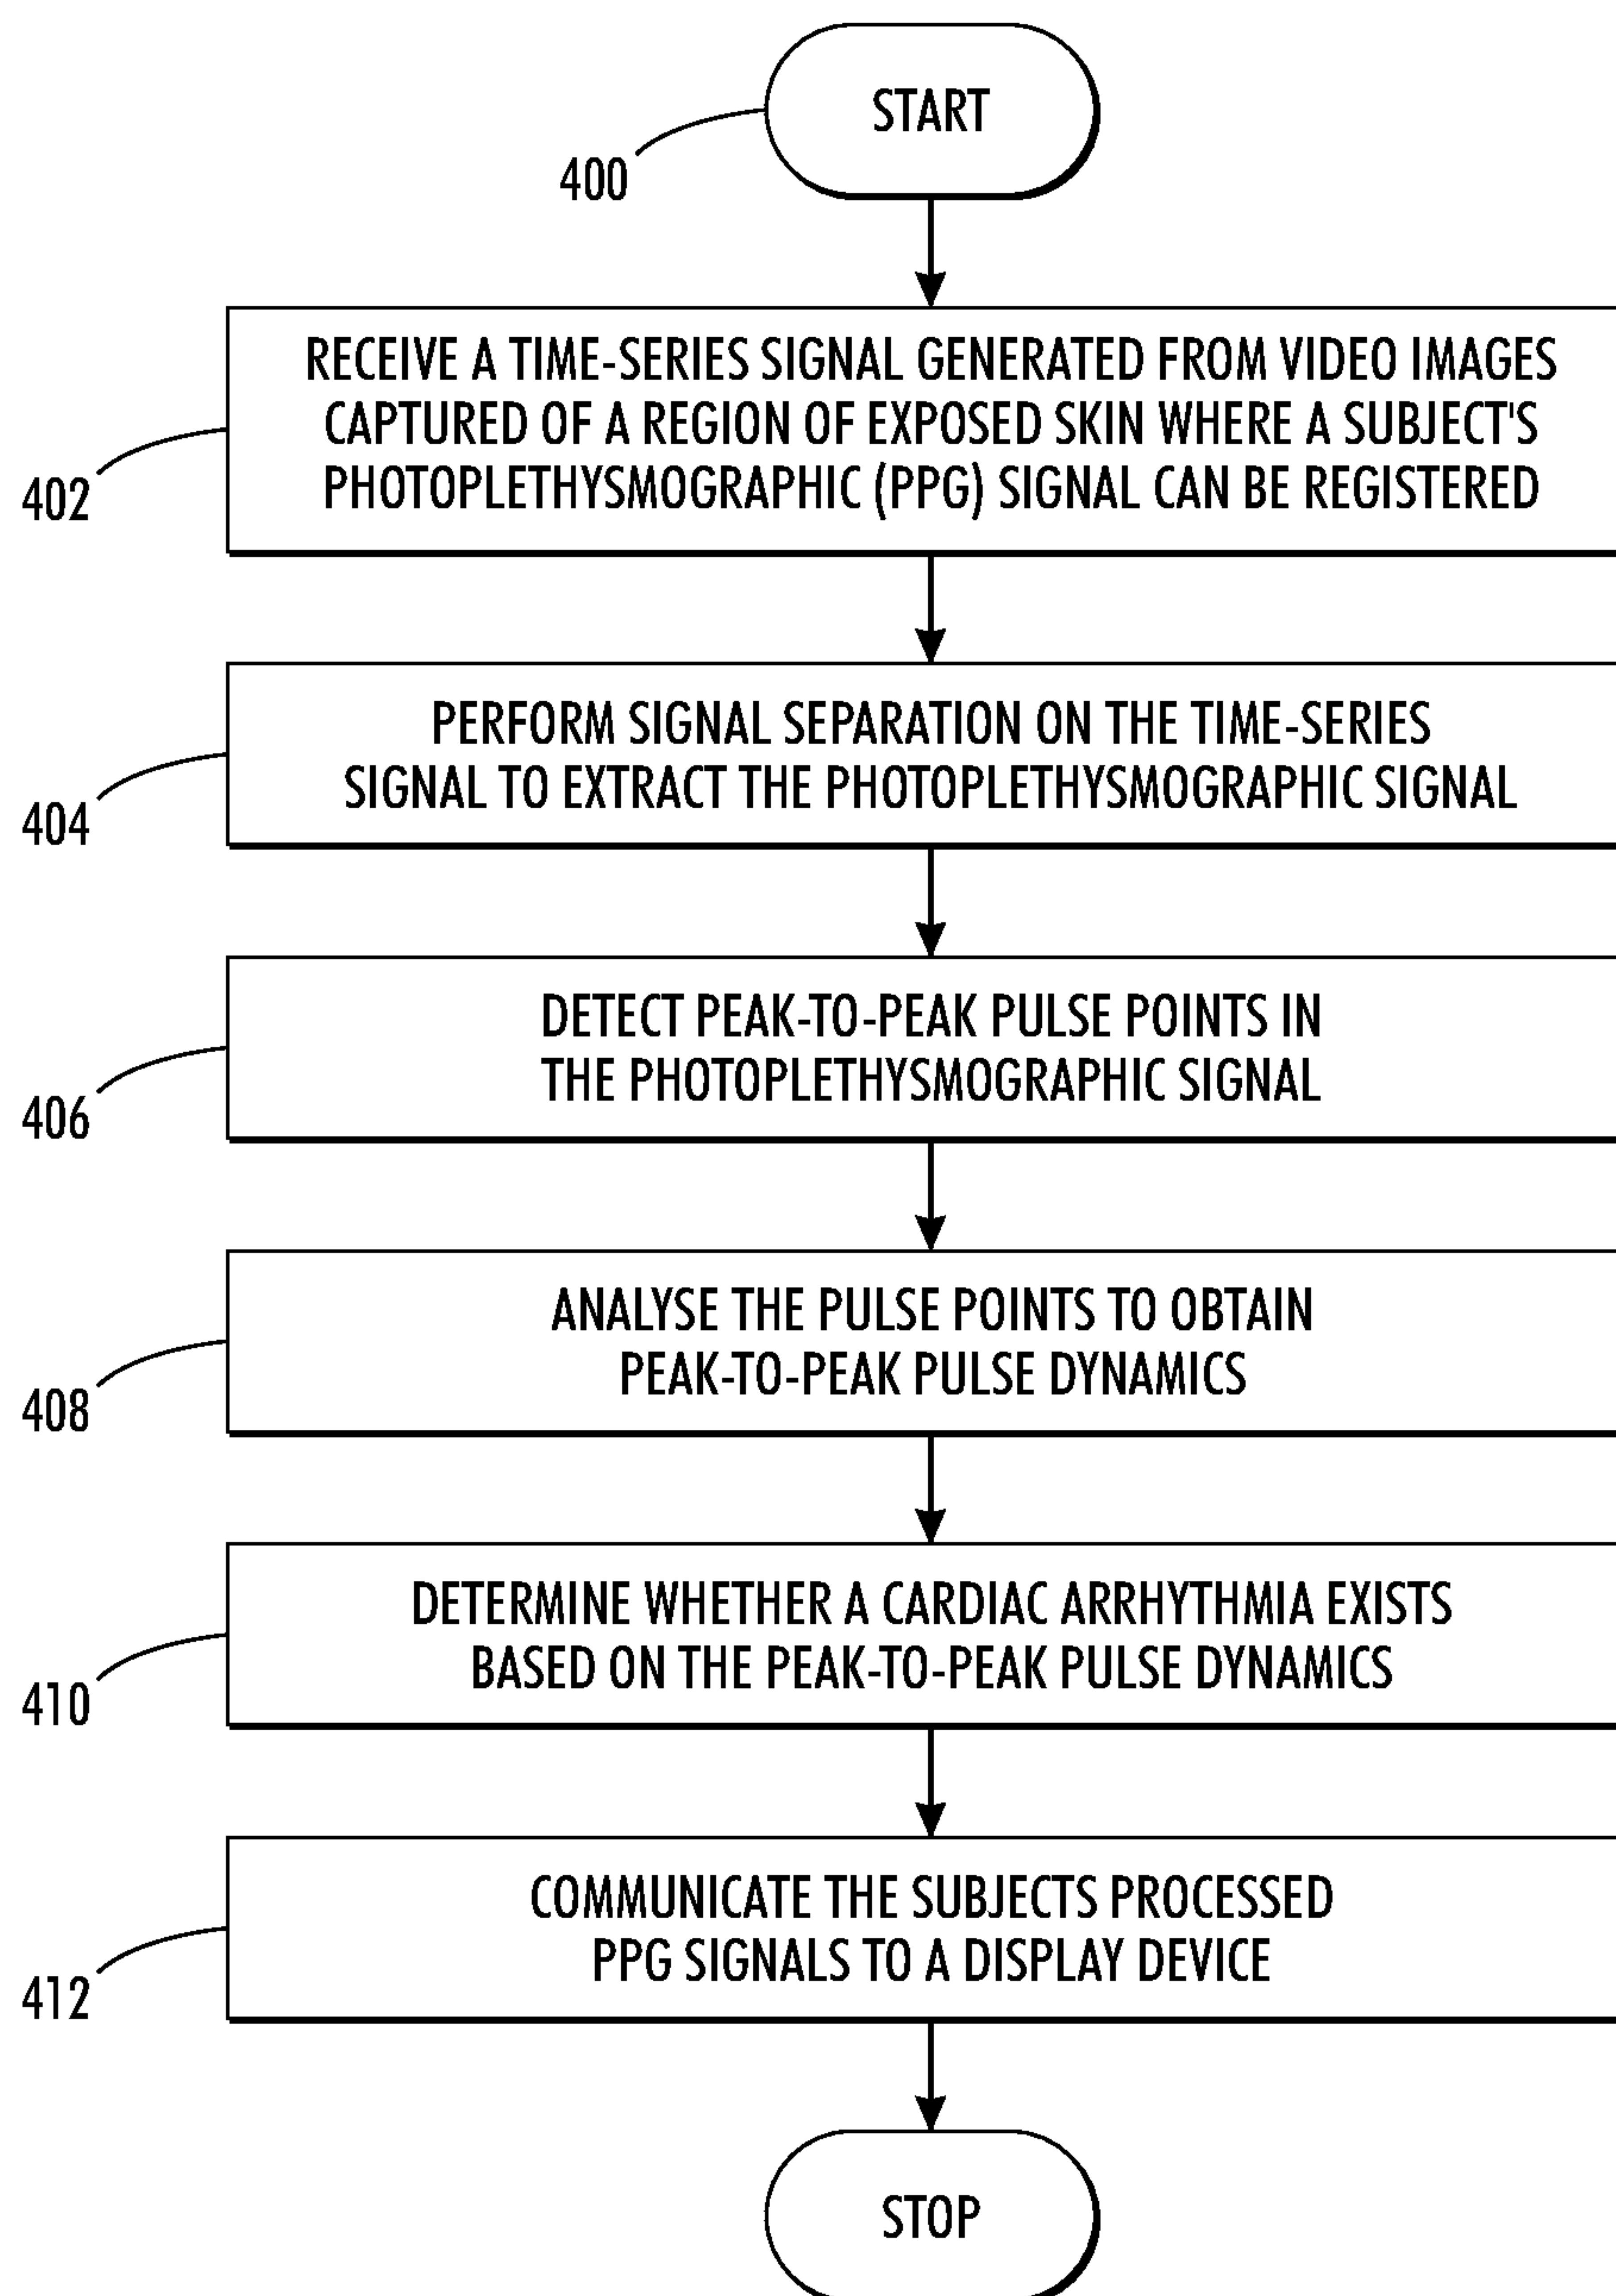 START
400
RECEIVE A TIME-SERIES SIGNAL GENERATED FROM VIDEO IMAGES
CAPTURED OF A REGION OF EXPOSED SKIN WHERE A SUBJECT'S
PHOTOPLETHYSMOGRAPHIC (PPG) SIGNAL CAN BE REGISTERED
402
PERFORM SIGNAL SEPARATION ON THE TIME-SERIES
SIGNAL TO EXTRACT THE PHOTOPLETHYSMOGRAPHIC SIGNAL
404
DETECT PEAK-TO-PEAK PULSE POINTS IN
THE PHOTOPLETHYSMOGRAPHIC SIGNAL
406
ANALYSE THE PULSE POINTS TO OBTAIN
PEAK-TO-PEAK PULSE DYNAMICS
408
DETERMINE WHETHER A CARDIAC ARRHYTHMIA EXISTS
BASED ON THE PEAK-TO-PEAK PULSE DYNAMICS
410
COMMUNICATE THE SUBJECTS PROCESSED
PPG SIGNALS TO A DISPLAY DEVICE
412
STOP